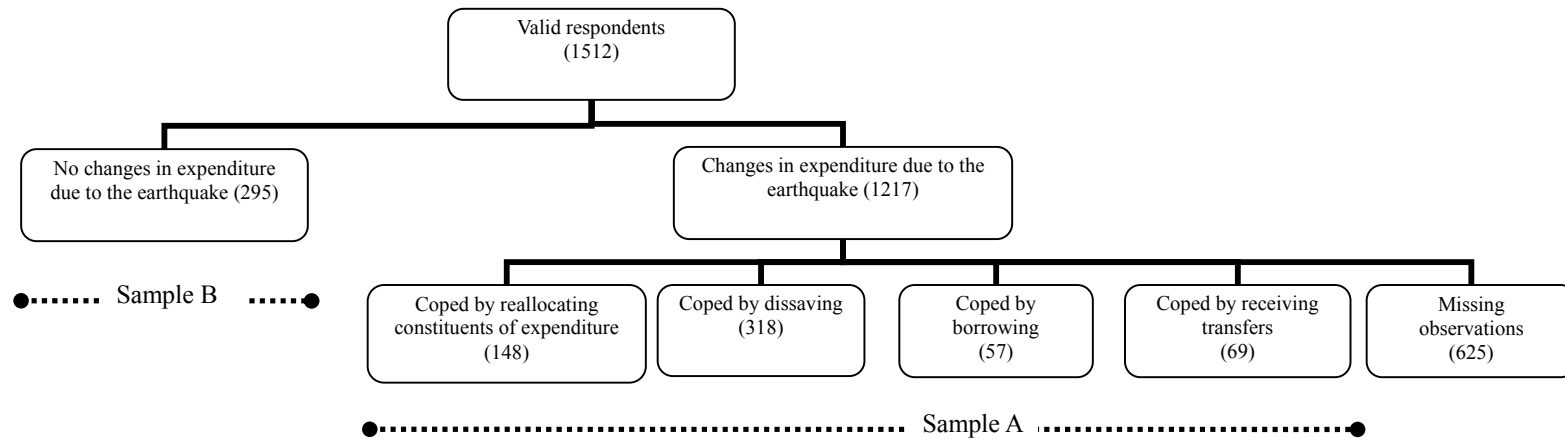 Valid respondents
(1512)
No changes in expenditure
due to the earthquake (295)
Changes in expenditure due to the
earthquake (1217)
Sample B
Coped by reallocating
constituents of expenditure
(148)
Coped by dissaving
(318)
Coped by
borrowing
(57)
Coped by receiving
transfers
(69)
Missing
observations
(625)
Sample A